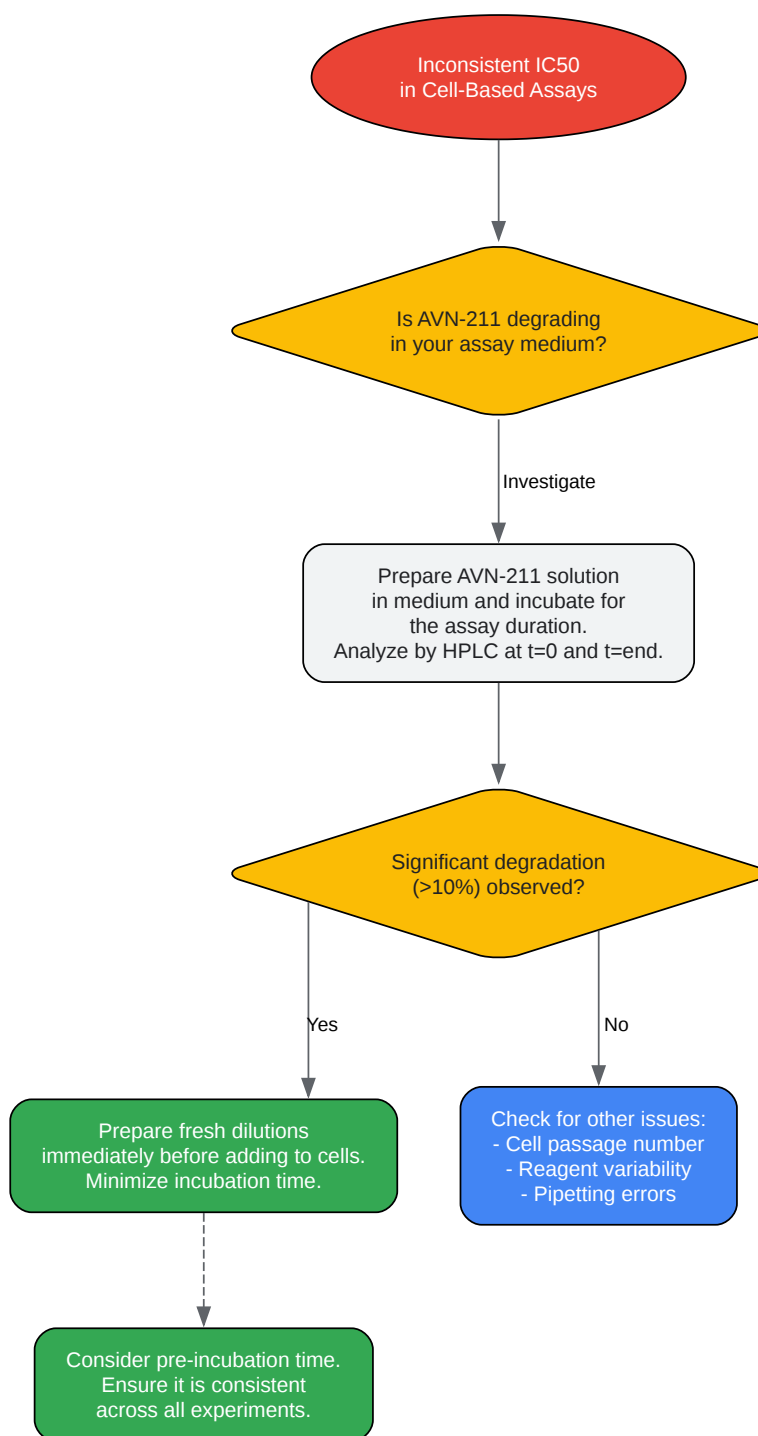 Inconsistent IC50
in Cell-Based Assays
Is AVN-211 degrading
in your assay medium?
Investigate
Prepare AVN-211 solution
in medium and incubate for
the assay duration.
Analyze by HPLC at t=0 and t=end.
Significant degradation
(>10%) observed?
Yes
No
Prepare fresh dilutions
immediately before adding to cells.
Minimize incubation time.
Check for other issues:
- Cell passage number
- Reagent variability
- Pipetting errors
Consider pre-incubation time.
Ensure it is consistent
across all experiments.